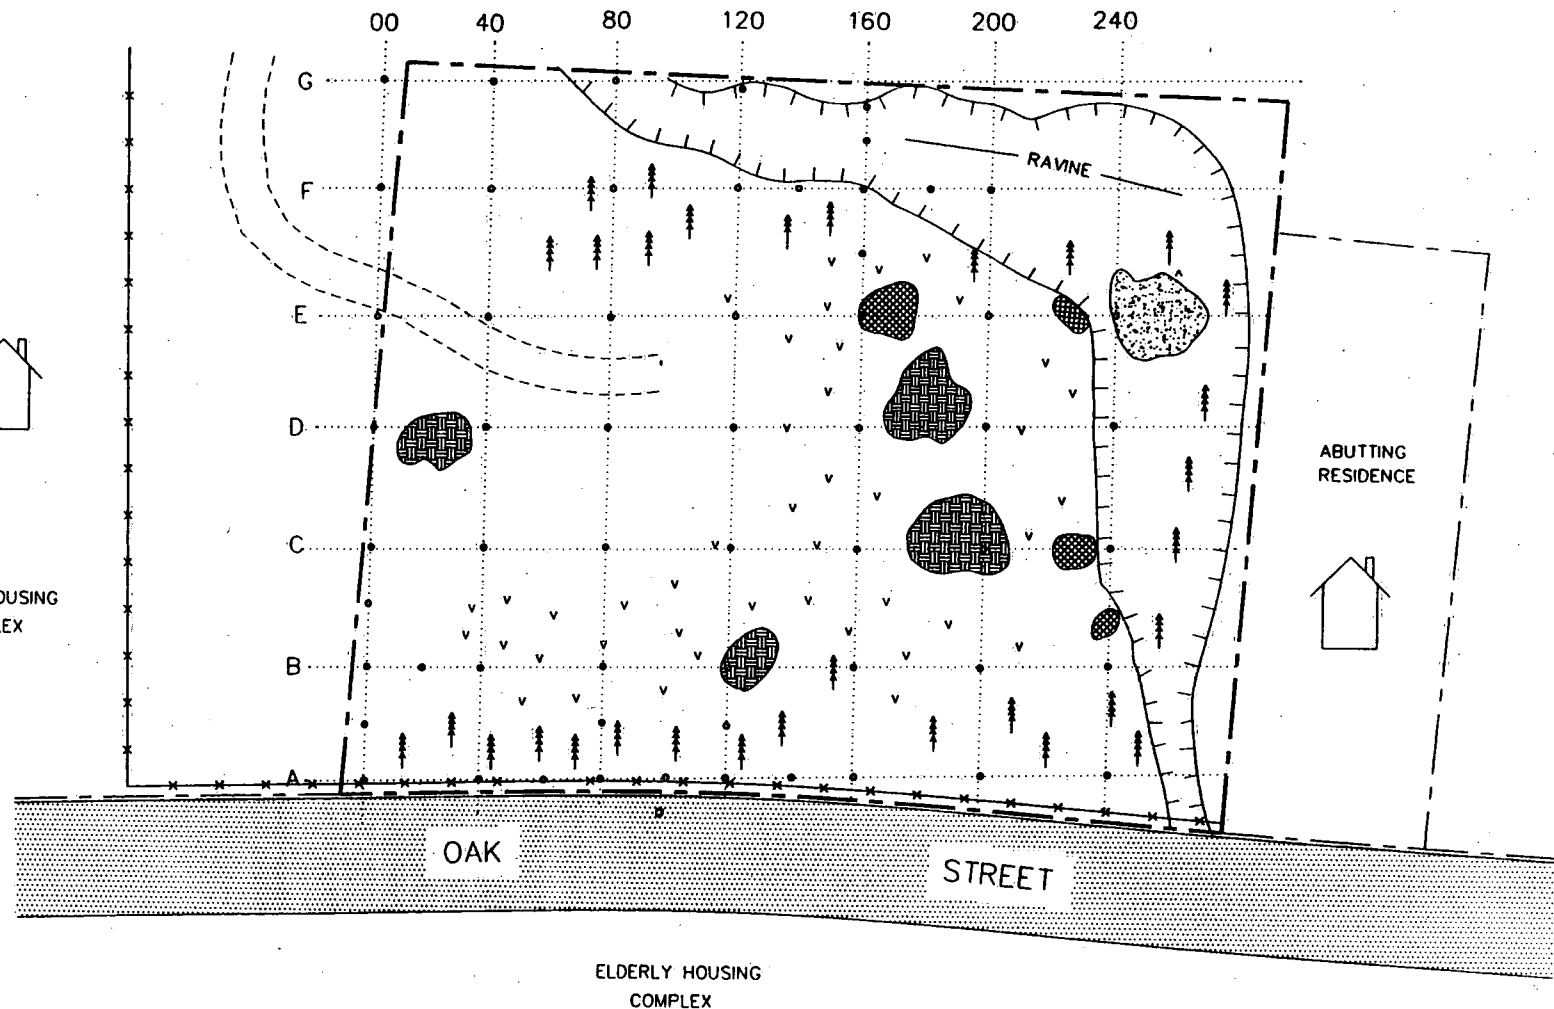 00 40 80 120 160 200 240
G
F
RAVINE
E
D
ABUTTING
RESIDENCE
C
OUSING
EX
B
A
OAK
STREET
ELDERLY HOUSING
COMPLEX